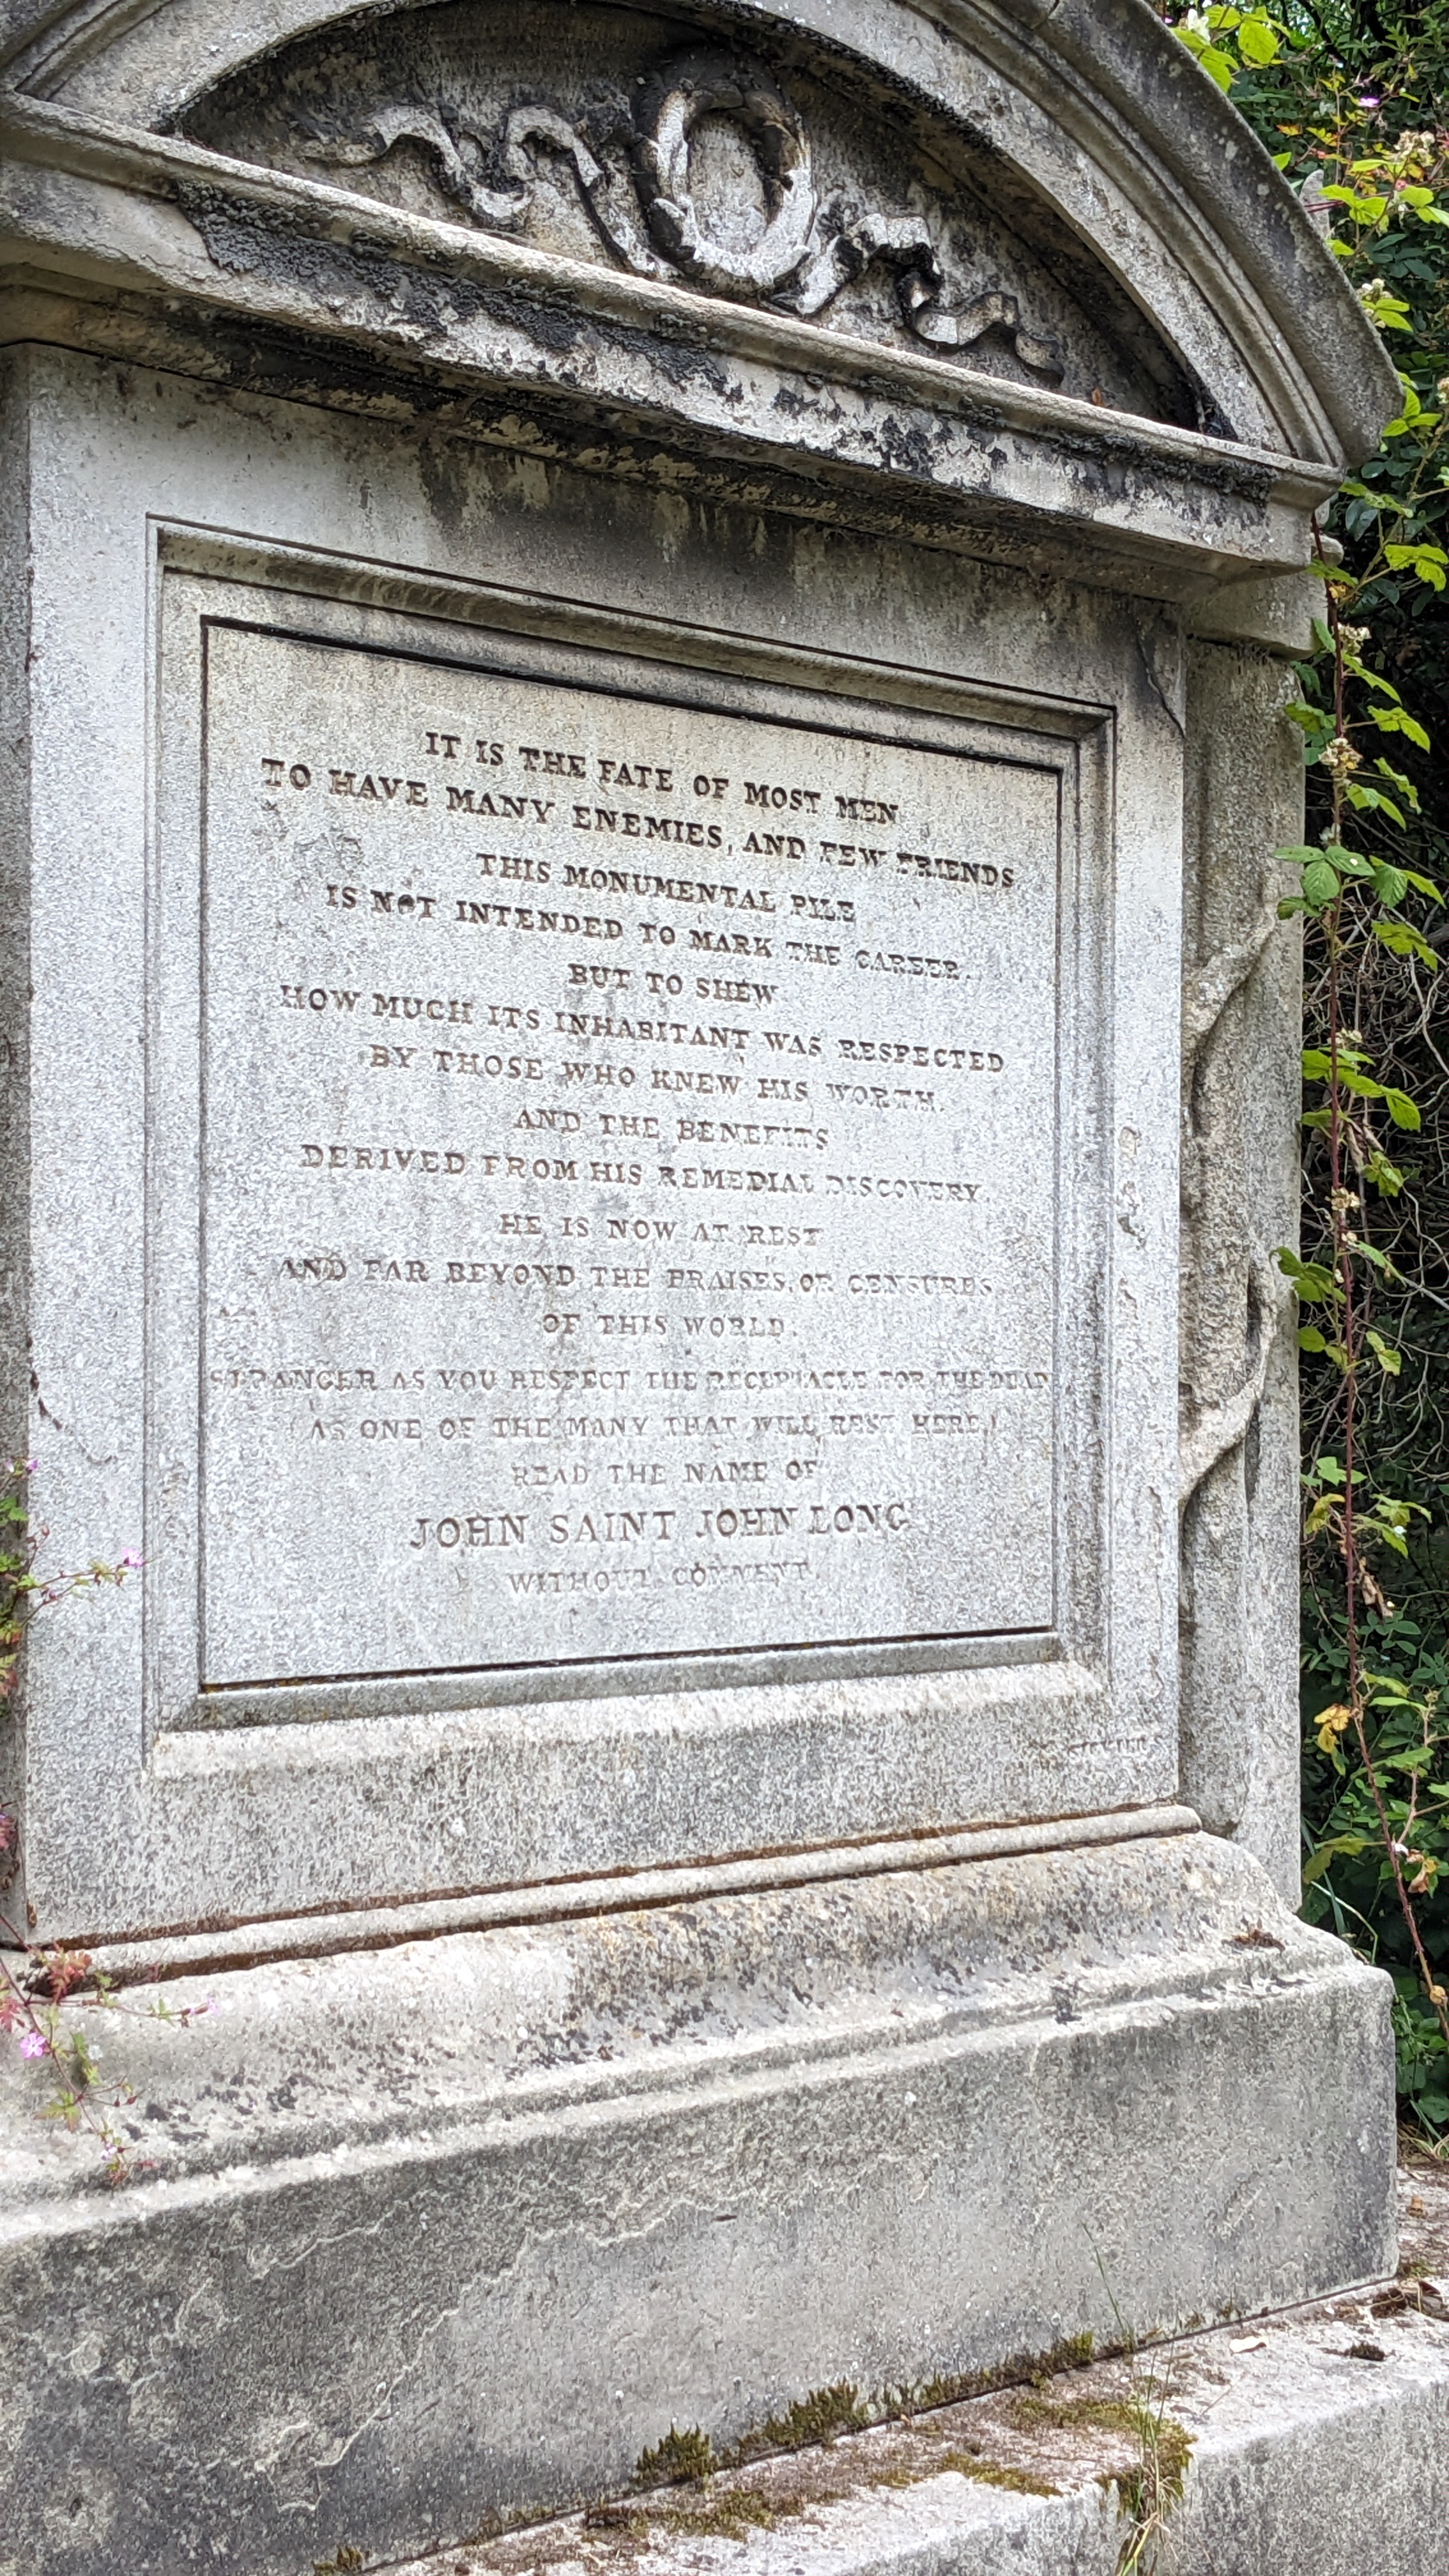 IT IS THE FATE OF MOST MEN
TO HAVE MANY ENEMIES, AND FEW FRIENDS
THIS MONUMENTAL PILE
IS NOT INTENDED TO MARK THE CAREER.
BUT TO SHEW
HOW MUCH ITS INHABITANT WAS RESPECTED
BY THOSE WHO KNEW HIS WORTH.
AND THE BENEFITS
DERIVED FROM HIS REMEDIAL DISCOVERY.
HE IS NOW AT REST
AND FAR BEYOND THE PRAISES, OR CENSURES
OF THIS WORLD.
STRANGER AS YOU RESPECT THE RECEPTACLE FOR THE DEAD
(AS ONE OF THE MANY THAT WILL REST HERE,)
READ THE NAME OF
JOHN SAINT JOHN LONG
WITHOUT COMMENT